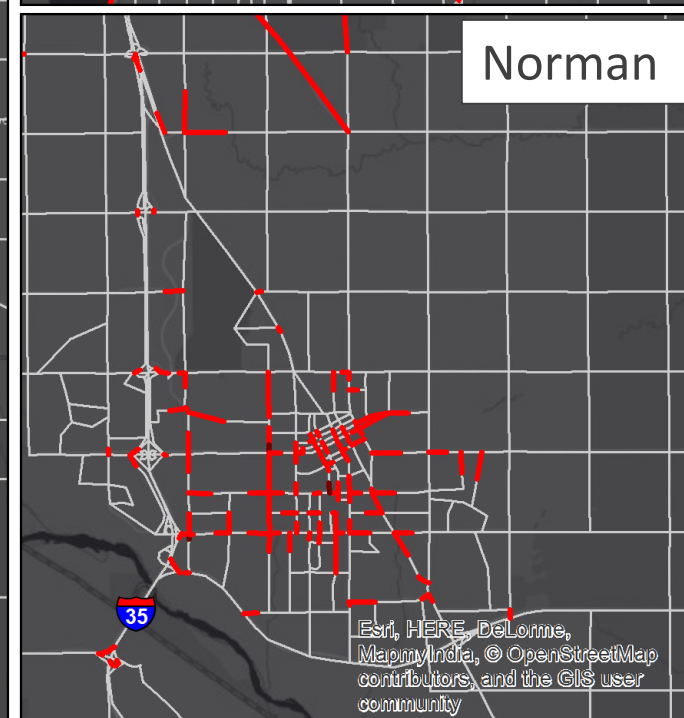 Norman
35
Esri, HERE, DeLorme,
MapmyIndia, © OpenStreetMap
contributors, and the GIS user
community